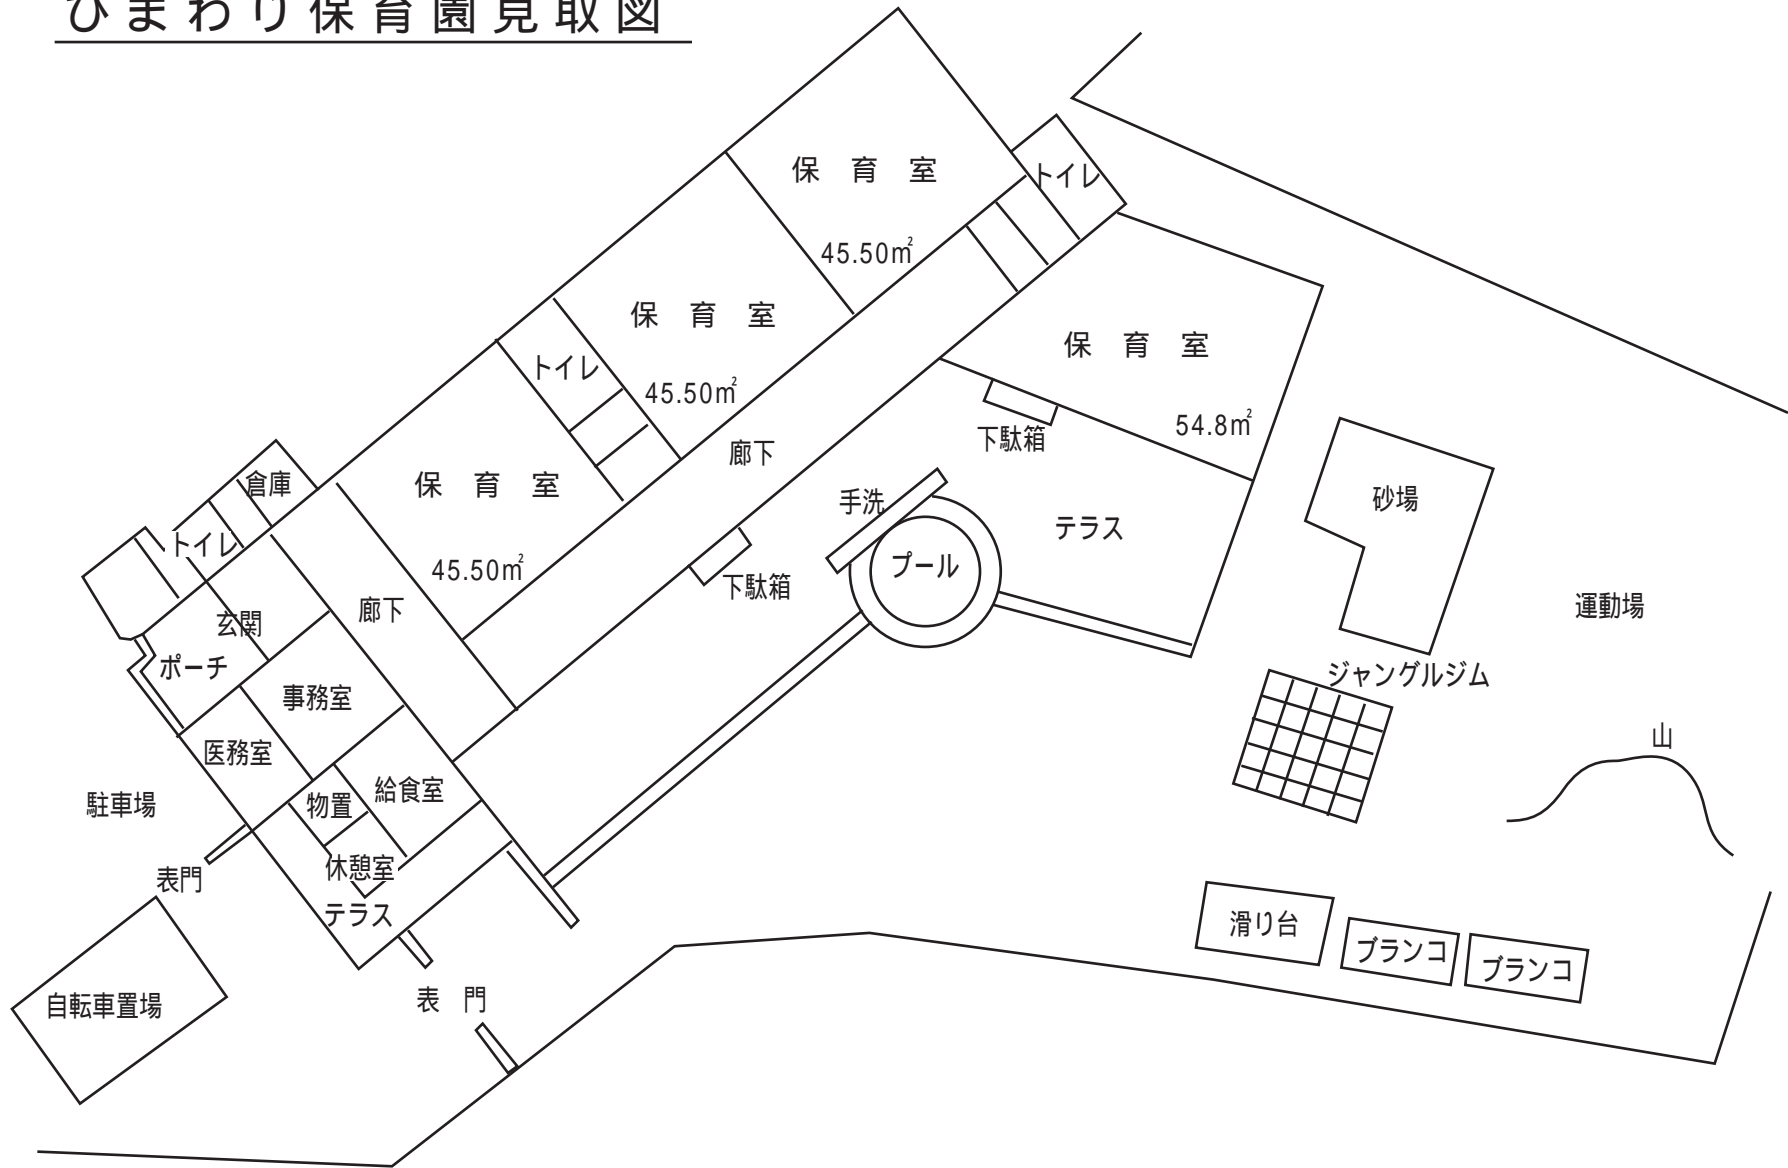 ひまわり保育園見取図
保育室
45.50㎡
トイレ
保育室
45.50㎡
トイレ
保育室
45.50㎡
保育室
54.8㎡
下駄箱
廊下
手洗
プール
テラス
下駄箱
倉庫
トイレ
玄関
ポーチ
廊下
事務室
医務室
物置
給食室
休憩室
テラス
駐車場
表門
自転車置場
表門
砂場
運動場
ジャングルジム
山
滑り台
ブランコ
ブランコ